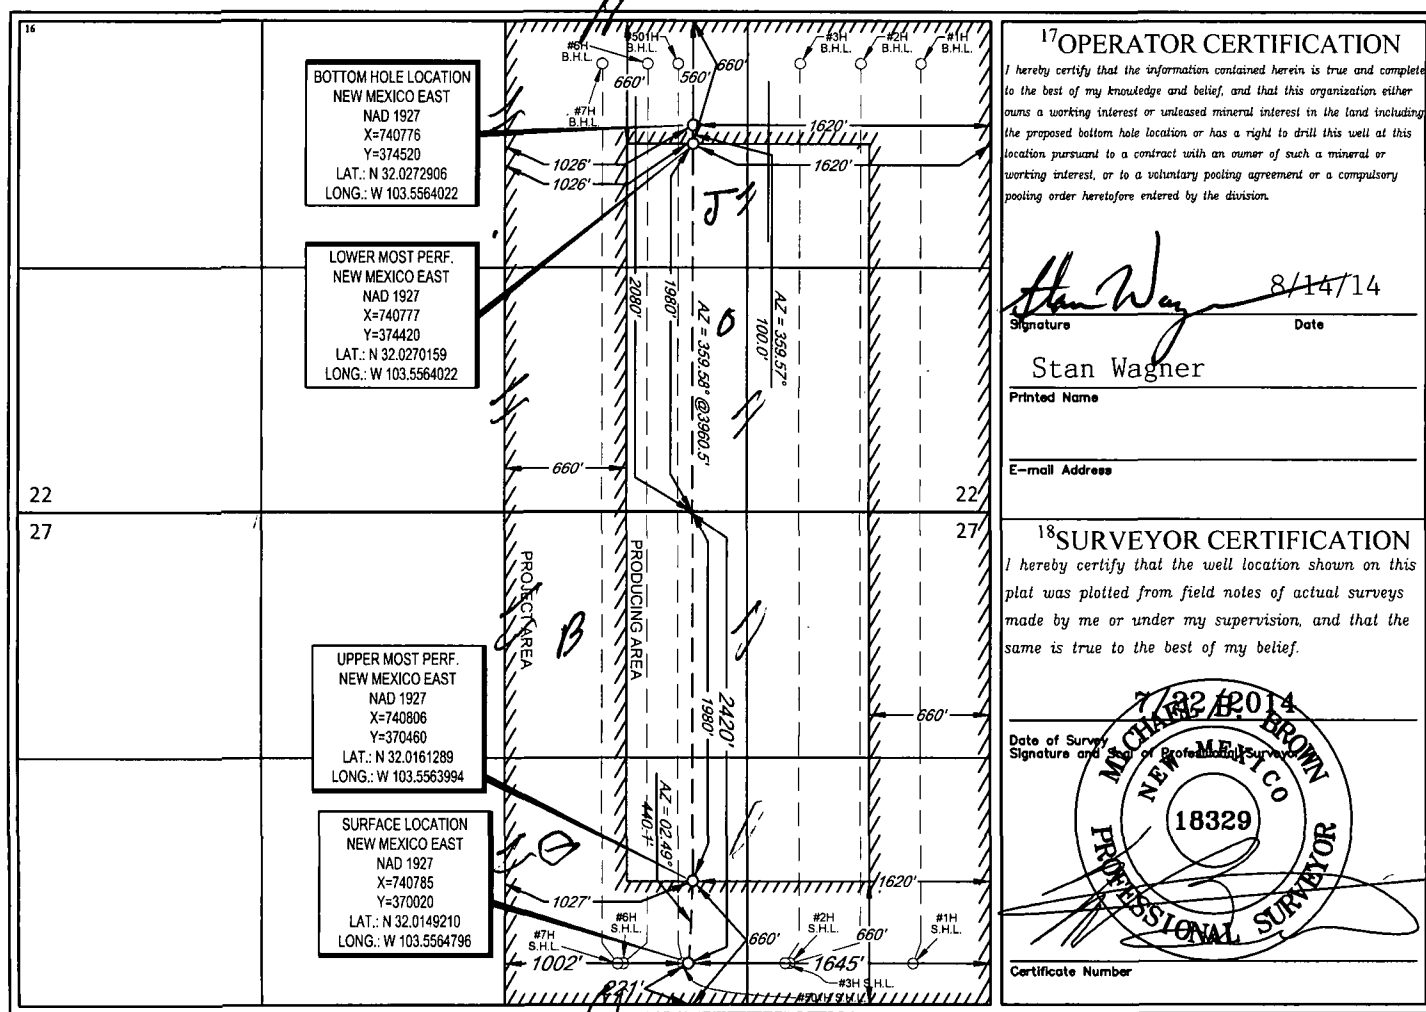 16
BOTTOM HOLE LOCATION
NEW MEXICO EAST
NAD 1927
X=740776
Y=374520
LAT.: N 32.0272906
LONG.: W 103.5564022
LOWER MOST PERF.
NEW MEXICO EAST
NAD 1927
X=740777
Y=374420
LAT.: N 32.0270159
LONG.: W 103.5564022
UPPER MOST PERF.
NEW MEXICO EAST
NAD 1927
X=740806
Y=370460
LAT.: N 32.0161289
LONG.: W 103.5563994
SURFACE LOCATION
NEW MEXICO EAST
NAD 1927
X=740785
Y=370020
LAT.: N 32.0149210
LONG.: W 103.5564796
#6H
B.H.L.
#501H
B.H.L.
#3H
B.H.L.
#2H
B.H.L.
#1H
B.H.L.
#7H
B.H.L.
660'
560'
660'
1620'
1026'
1026'
1620'
J
2080'
1980'
AZ = 359.58° @3960.5'
AZ = 359.57°
100.0'
660'
22
22
27
27
PROJECT AREA
B
PRODUCING AREA
2420'
1980'
660'
AZ = 02.49°
440.1'
1620'
1027'
#7H
S.H.L.
#6H
S.H.L.
#2H
S.H.L.
#1H
S.H.L.
660'
660'
1002'
1645'
#3H S.H.L.
221'
#501H S.H.L.
17 OPERATOR CERTIFICATION
I hereby certify that the information contained herein is true and complete
to the best of my knowledge and belief, and that this organization either
owns a working interest or unleased mineral interest in the land including
the proposed bottom hole location or has a right to drill this well at this
location pursuant to a contract with an owner of such a mineral or
working interest, or to a voluntary pooling agreement or a compulsory
pooling order heretofore entered by the division.
Stan Wagner 8/14/14
Signature Date
Stan Wagner
Printed Name
E-mail Address
18 SURVEYOR CERTIFICATION
I hereby certify that the well location shown on this
plat was plotted from field notes of actual surveys
made by me or under my supervision, and that the
same is true to the best of my belief.
7/22/2014
Date of Survey
Signature and Seal of Professional Surveyor
MICHAEL B. BROWN
NEW MEXICO
18329
PROFESSIONAL SURVEYOR
Certificate Number